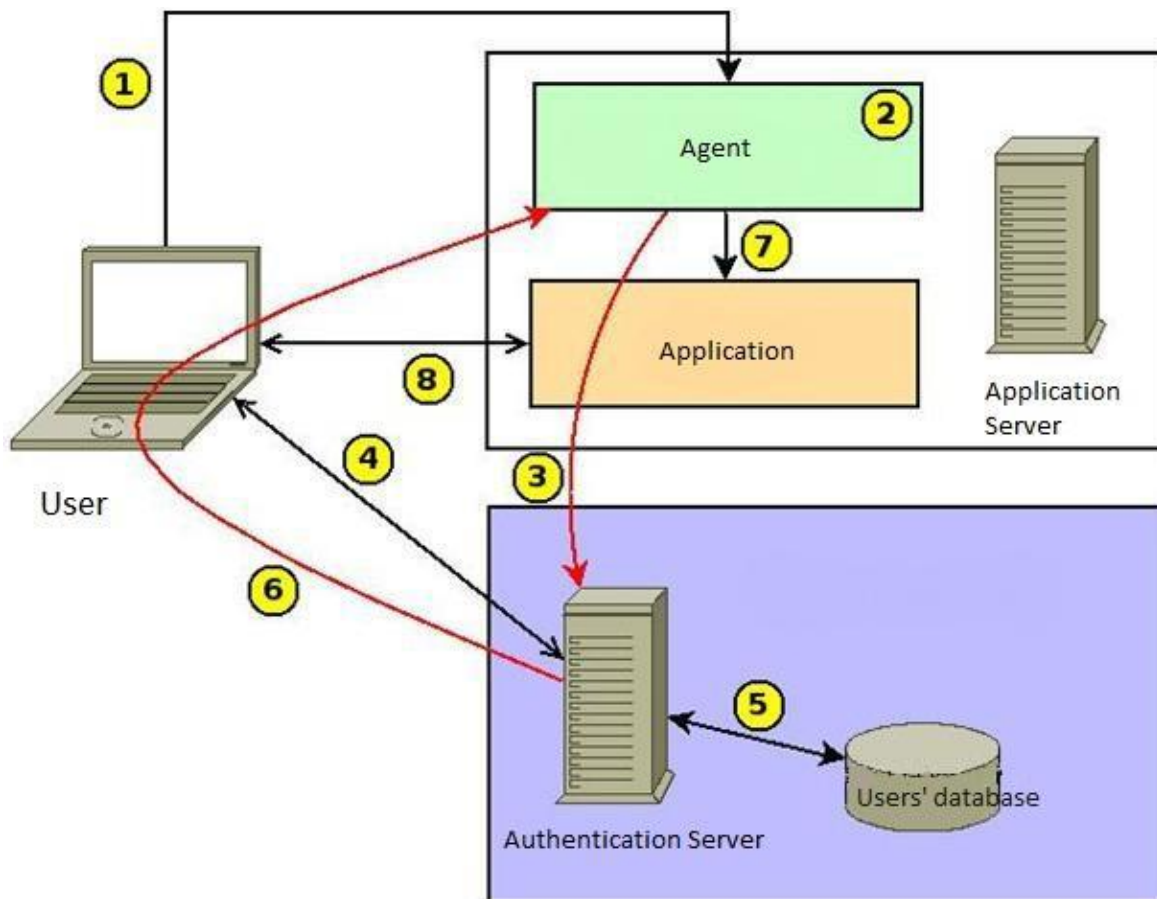 1
2
Agent
7
Application
8
Application
Server
4
3
User
6
5
Users' database
Authentication Server